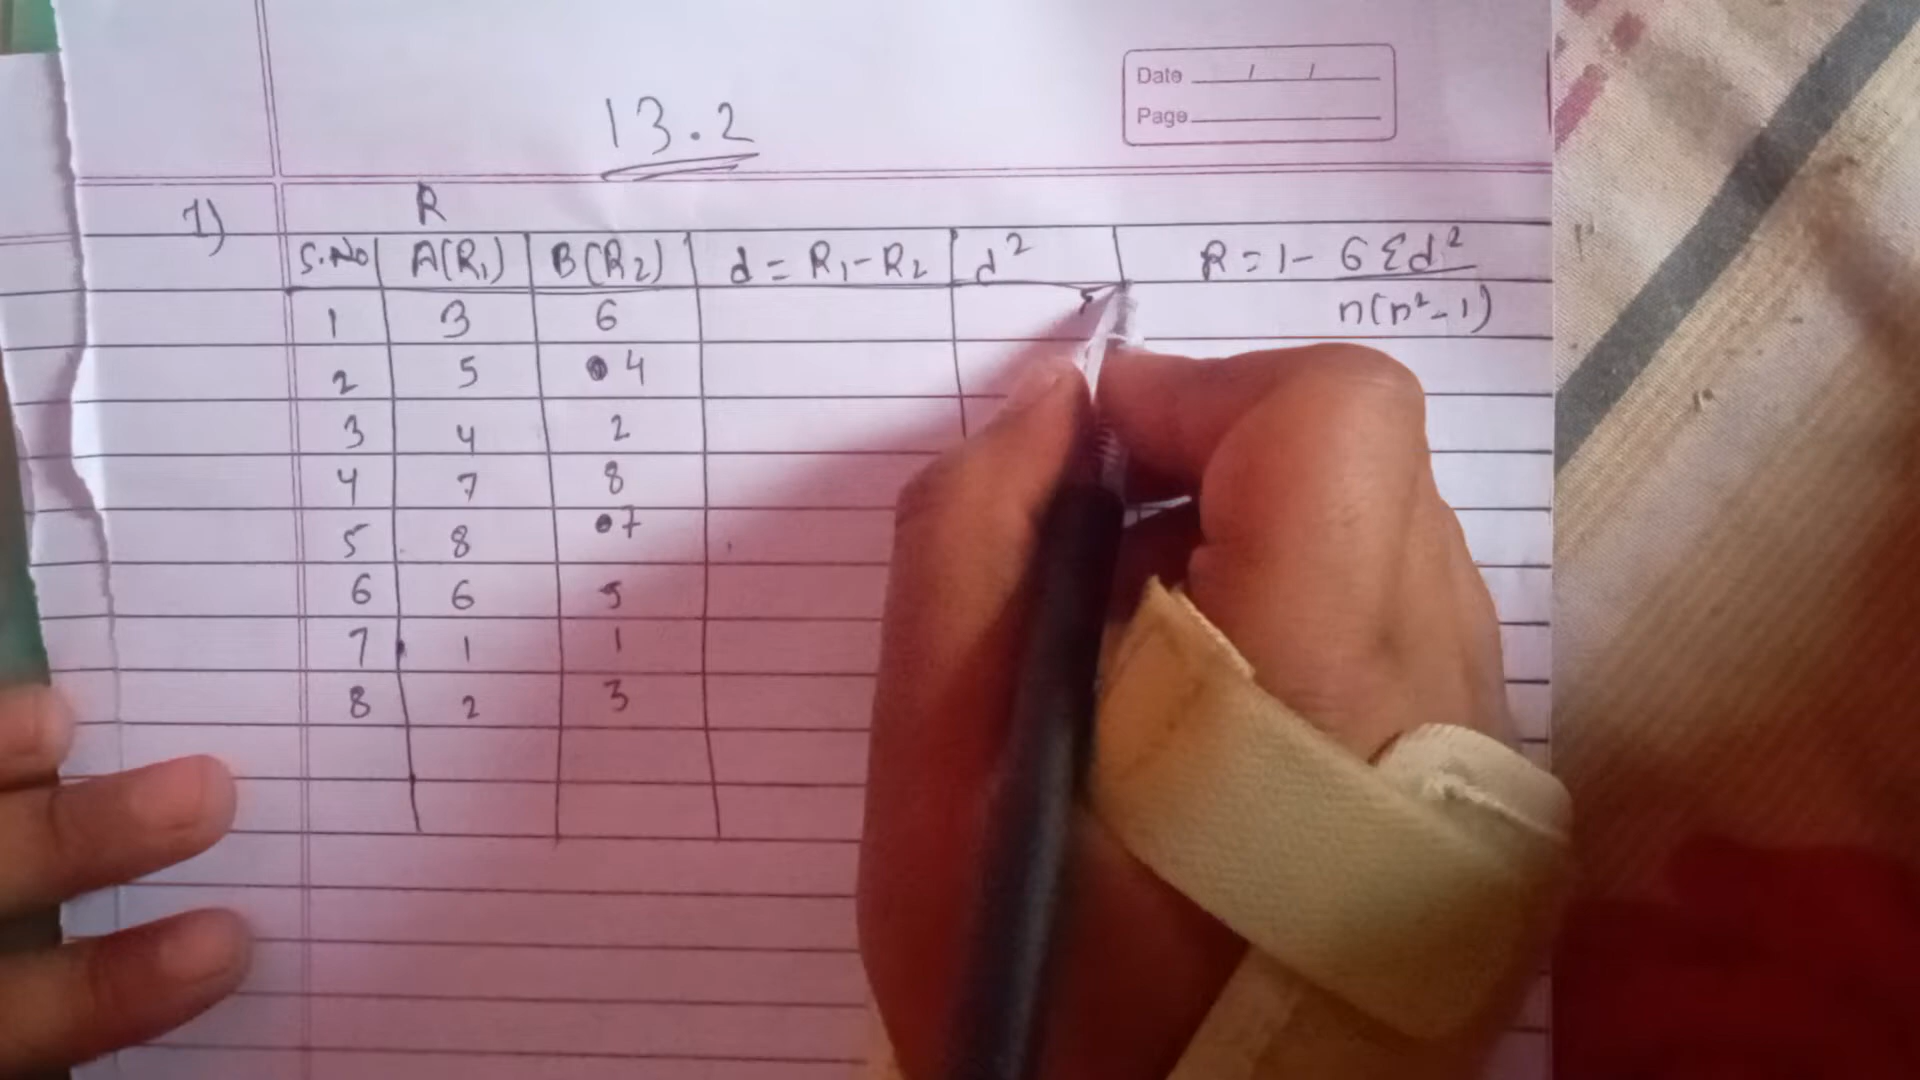 Date / /
Page
13.2
1) R
S.No A(R₁) B(R₂) d = R₁-R₂ d² R = 1- 6 Σd²
n(n²-1)
1 3 6
2 5 4
3 4 2
4 7 8
5 8 7
6 6 5
7 1 1
8 2 3